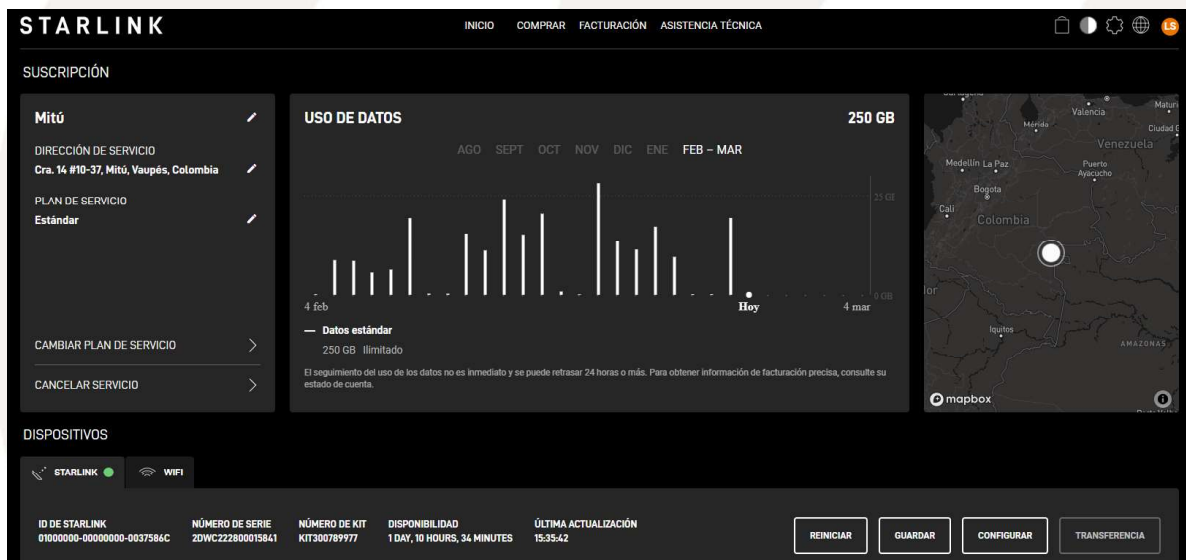 STARLINK
INICIO COMPRAR FACTURACIÓN ASISTENCIA TÉCNICA
LS
SUSCRIPCIÓN
Mitú
DIRECCIÓN DE SERVICIO
Cra. 14 #10-37, Mitú, Vaupés, Colombia
PLAN DE SERVICIO
Estándar
CAMBIAR PLAN DE SERVICIO
CANCELAR SERVICIO
USO DE DATOS 250 GB
AGO SEPT OCT NOV DIC ENE FEB – MAR
25 GB
0 GB
4 feb Hoy 4 mar
Datos estándar
250 GB Ilimitado
El seguimiento del uso de los datos no es inmediato y se puede retrasar 24 horas o más. Para obtener información de facturación precisa, consulte su
estado de cuenta.
Valencia
Mérida
Venezuela
Medellín La Paz
Puerto
Ayacucho
Bogota
Cali
Colombia
Iquitos
AMAZONAS
mapbox
DISPOSITIVOS
STARLINK WIFI
ID DE STARLINK NÚMERO DE SERIE NÚMERO DE KIT DISPONIBILIDAD ÚLTIMA ACTUALIZACIÓN
01000000-00000000-0037586C 2DWC222800015841 KIT300789977 1 DAY, 10 HOURS, 34 MINUTES 15:35:42
REINICIAR GUARDAR CONFIGURAR TRANSFERENCIA